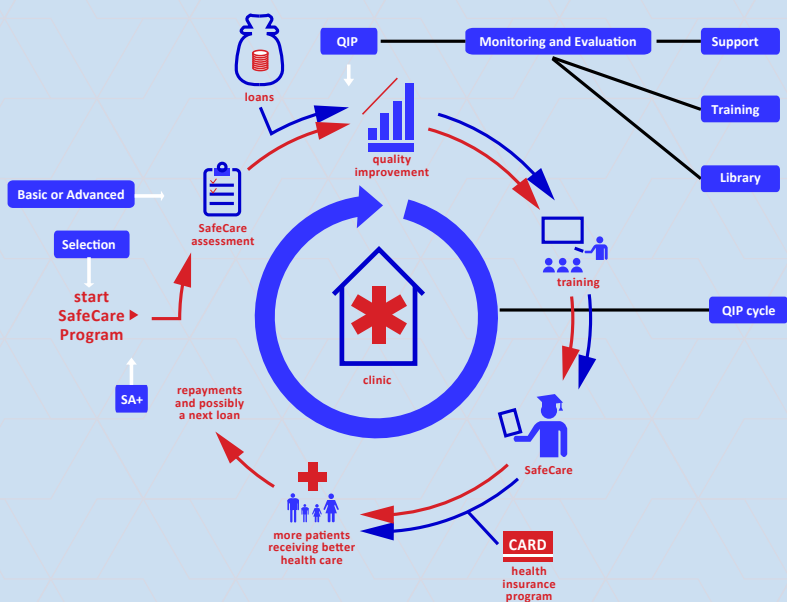 QIP
Monitoring and Evaluation
Support
loans
Training
quality
improvement
Library
Basic or Advanced
SafeCare
assessment
Selection
training
start
SafeCare
Program
QIP cycle
clinic
SA+
repayments
and possibly
a next loan
SafeCare
more patients
receiving better
health care
CARD
health
insurance
program